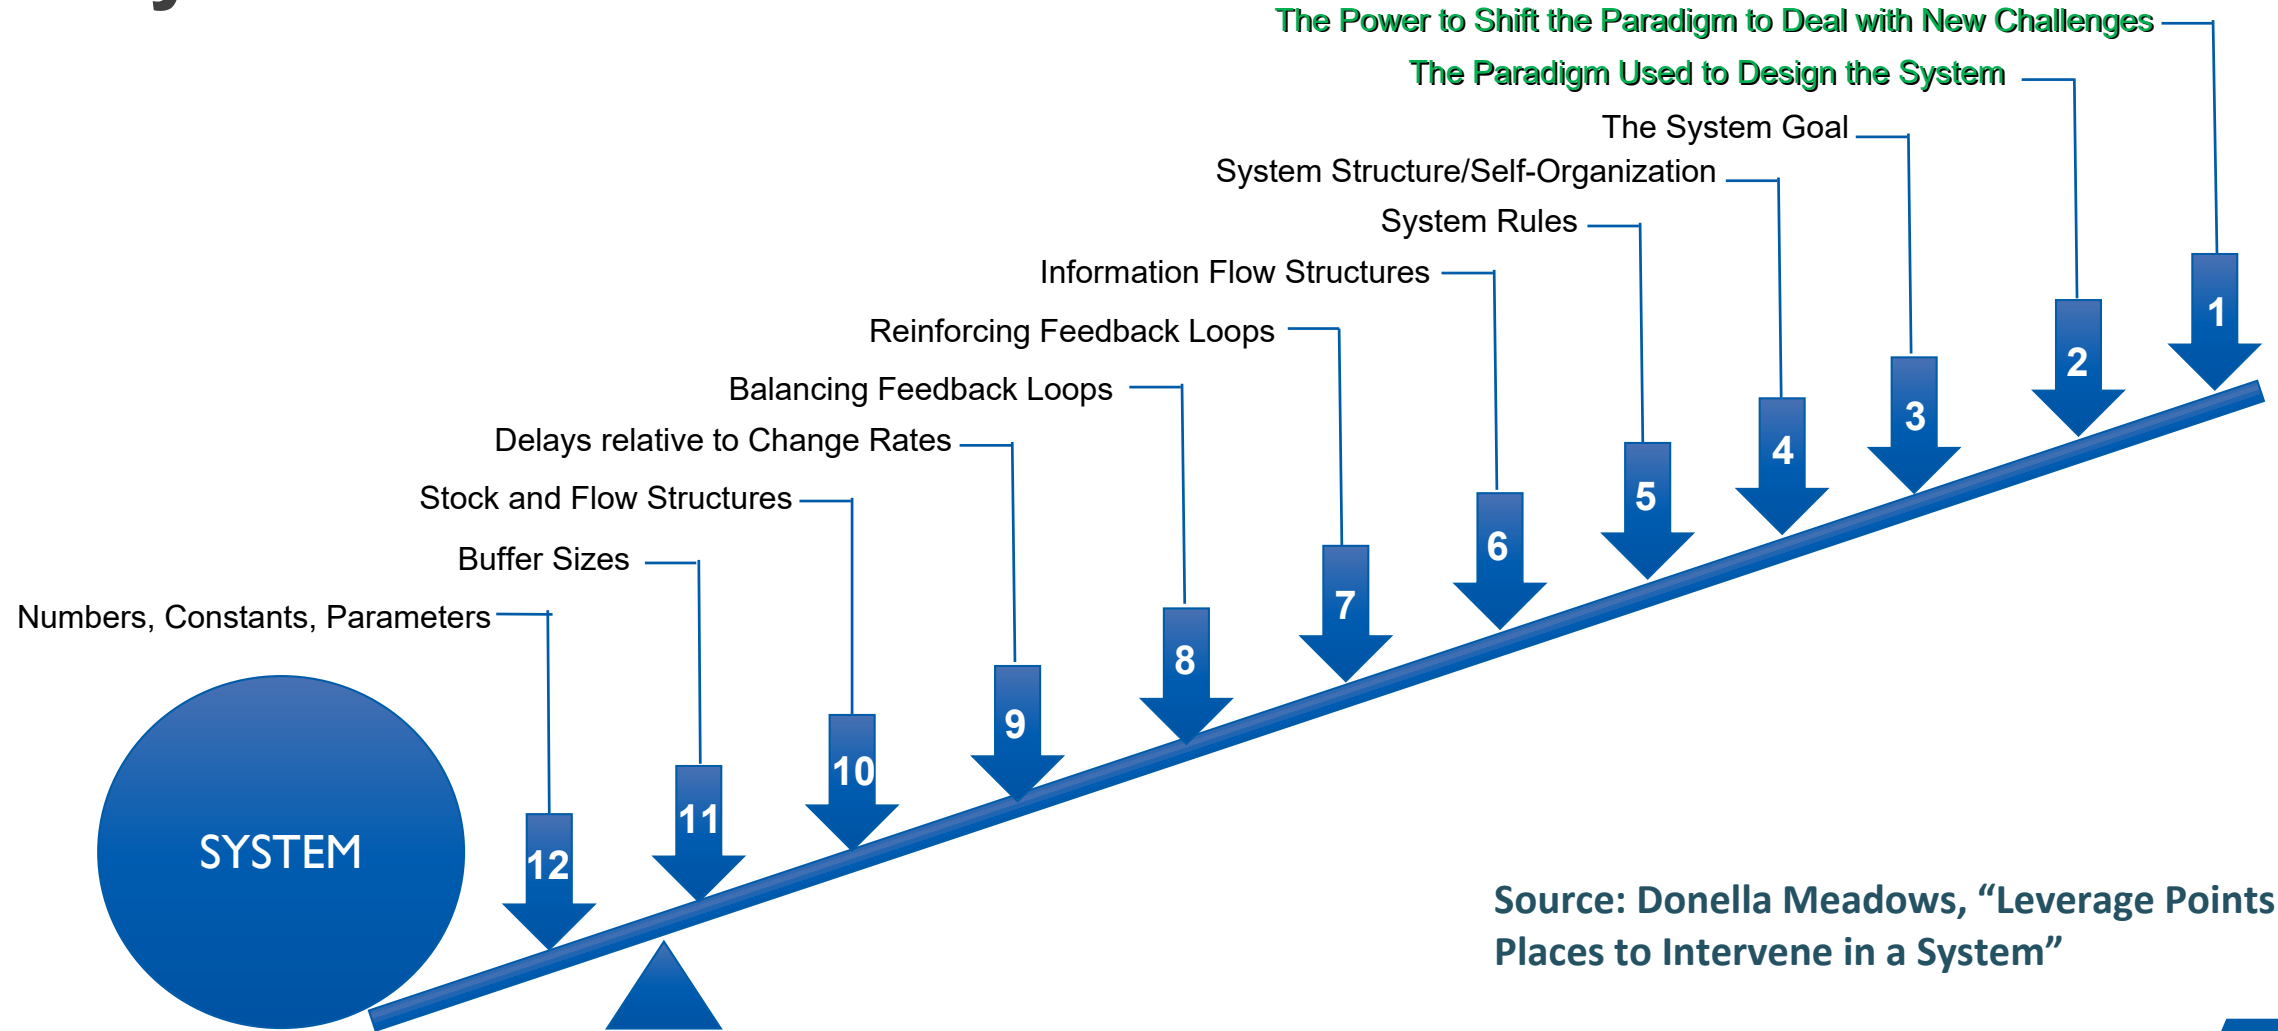 The Power to Shift the Paradigm to Deal with New Challenges
The Paradigm Used to Design the System
The System Goal
System Structure/Self-Organization
System Rules
Information Flow Structures
Reinforcing Feedback Loops
Balancing Feedback Loops
Delays relative to Change Rates
Stock and Flow Structures
Buffer Sizes
Numbers, Constants, Parameters
1
2
3
4
5
6
7
8
9
10
11
12
SYSTEM
Source: Donella Meadows, “Leverage Points
Places to Intervene in a System”